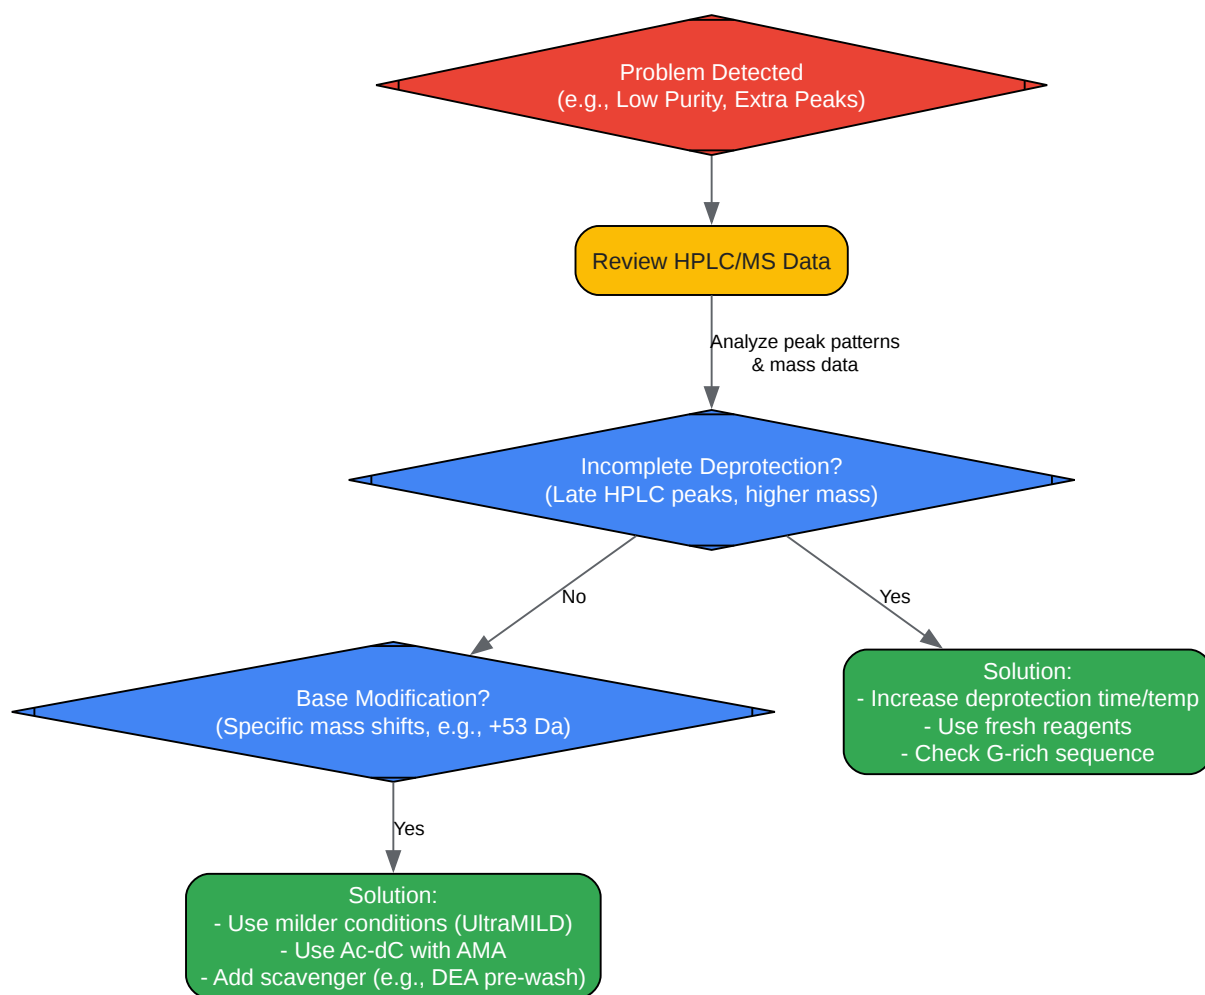 Problem Detected
(e.g., Low Purity, Extra Peaks)
Review HPLC/MS Data
Analyze peak patterns
& mass data
Incomplete Deprotection?
(Late HPLC peaks, higher mass)
No
Yes
Base Modification?
(Specific mass shifts, e.g., +53 Da)
Solution:
- Increase deprotection time/temp
- Use fresh reagents
- Check G-rich sequence
Yes
Solution:
- Use milder conditions (UltraMILD)
- Use Ac-dC with AMA
- Add scavenger (e.g., DEA pre-wash)